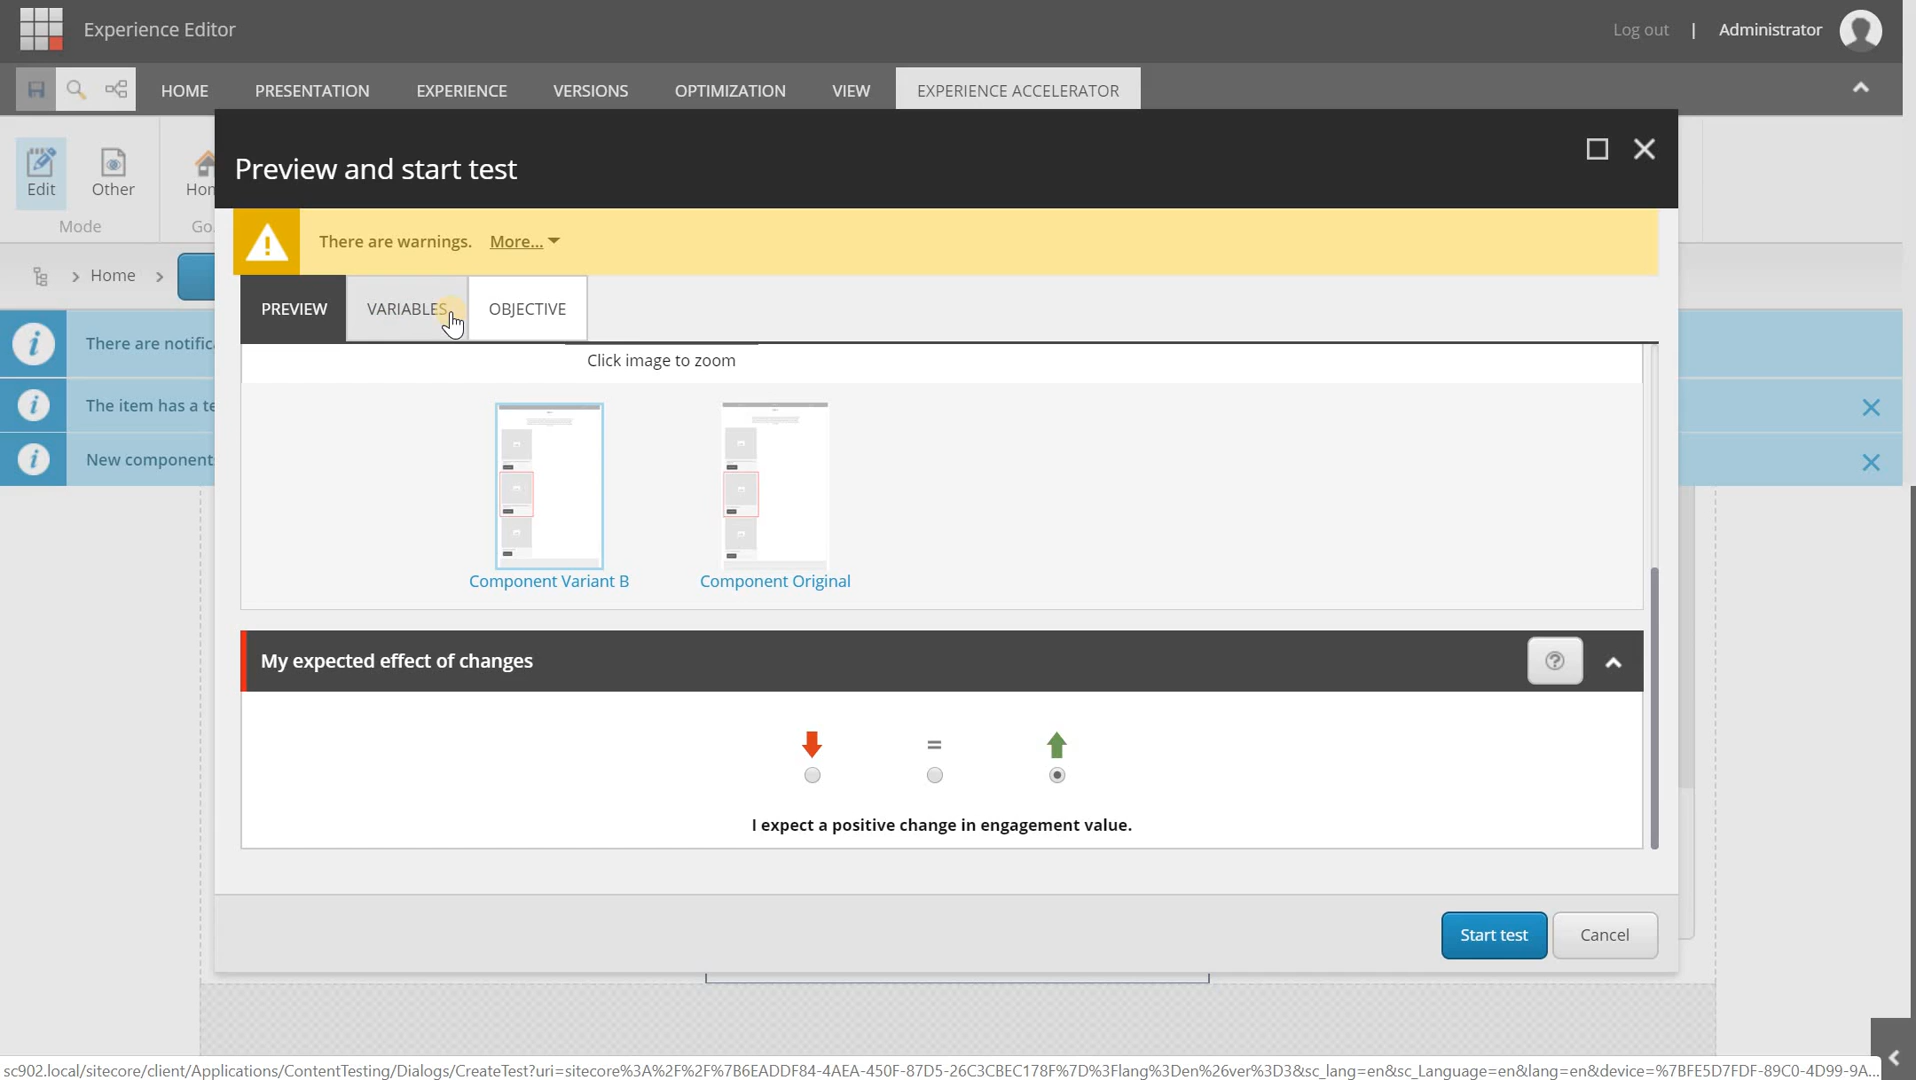 Experience Editor
Log out | Administrator
HOME PRESENTATION EXPERIENCE VERSIONS OPTIMIZATION VIEW EXPERIENCE ACCELERATOR
Preview and start test
Edit Other Hom
Mode Go
There are warnings. More...
Home
PREVIEW VARIABLES OBJECTIVE
There are notific
Click image to zoom
The item has a te
New component
Component Variant B Component Original
My expected effect of changes ?
=
I expect a positive change in engagement value.
Start test Cancel
sc902.local/sitecore/client/Applications/ContentTesting/Dialogs/CreateTest?uri=sitecore%3A%2F%2F%7B6EADDF84-4AEA-450F-87D5-26C3CBEC178F%7D%3Flang%3Den%26ver%3D3&sc_lang=en&sc_Language=en&lang=en&device=%7BFE5D7FDF-89C0-4D99-9A...